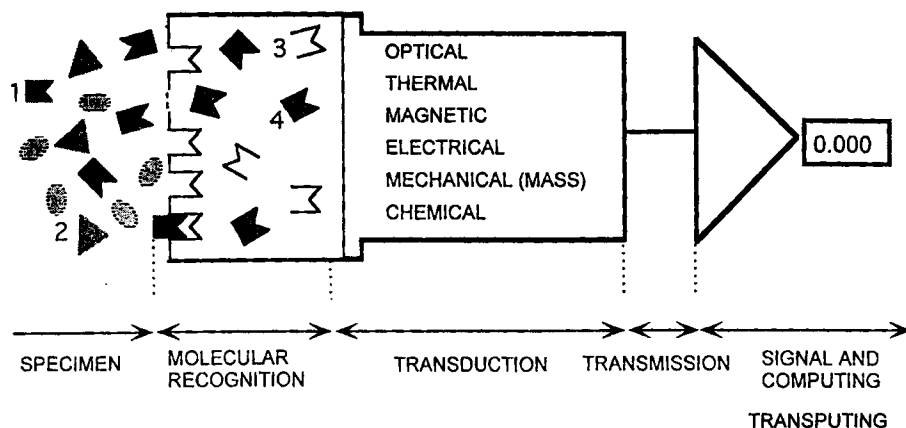 1
2
3
4
OPTICAL
THERMAL
MAGNETIC
ELECTRICAL
MECHANICAL (MASS)
CHEMICAL
0.000
SPECIMEN
MOLECULAR
RECOGNITION
TRANSDUCTION
TRANSMISSION
SIGNAL AND
COMPUTING
TRANSPUTING